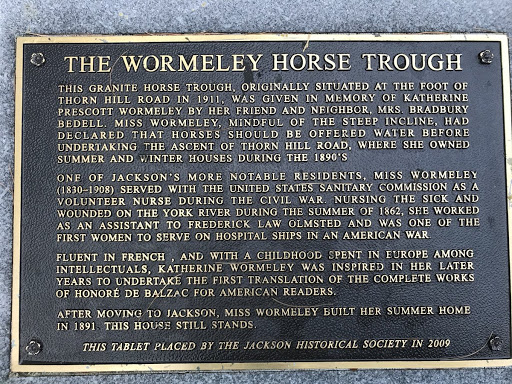 THE WORMELEY HORSE TROUGH
THIS GRANITE HORSE TROUGH, ORIGINALLY SITUATED AT THE FOOT OF
THORN HILL ROAD IN 1911, WAS GIVEN IN MEMORY OF KATHERINE
PRESCOTT WORMELEY BY HER FRIEND AND NEIGHBOR, MRS. BRADBURY
BEDELL. MISS WORMELEY, MINDFUL OF THE STEEP INCLINE, HAD
DECLARED THAT HORSES SHOULD BE OFFERED WATER BEFORE
UNDERTAKING THE ASCENT OF THORN HILL ROAD, WHERE SHE OWNED
SUMMER AND WINTER HOUSES DURING THE 1890'S
ONE OF JACKSON'S MORE NOTABLE RESIDENTS, MISS WORMELEY
(1830-1908) SERVED WITH THE UNITED STATES SANITARY COMMISSION AS A
VOLUNTEER NURSE DURING THE CIVIL WAR. NURSING THE SICK AND
WOUNDED ON THE YORK RIVER DURING THE SUMMER OF 1862, SHE WORKED
AS AN ASSISTANT TO FREDERICK LAW OLMSTED AND WAS ONE OF THE
FIRST WOMEN TO SERVE ON HOSPITAL SHIPS IN AN AMERICAN WAR
FLUENT IN FRENCH , AND WITH A CHILDHOOD SPENT IN EUROPE AMONG
INTELLECTUALS, KATHERINE WORMELEY WAS INSPIRED IN HER LATER
YEARS TO UNDERTAKE THE FIRST TRANSLATION OF THE COMPLETE WORKS
OF HONORÉ DE BALZAC FOR AMERICAN READERS.
AFTER MOVING TO JACKSON, MISS WORMELEY BUILT HER SUMMER HOME
IN 1891. THIS HOUSE STILL STANDS.
THIS TABLET PLACED BY THE JACKSON HISTORICAL SOCIETY IN 2009